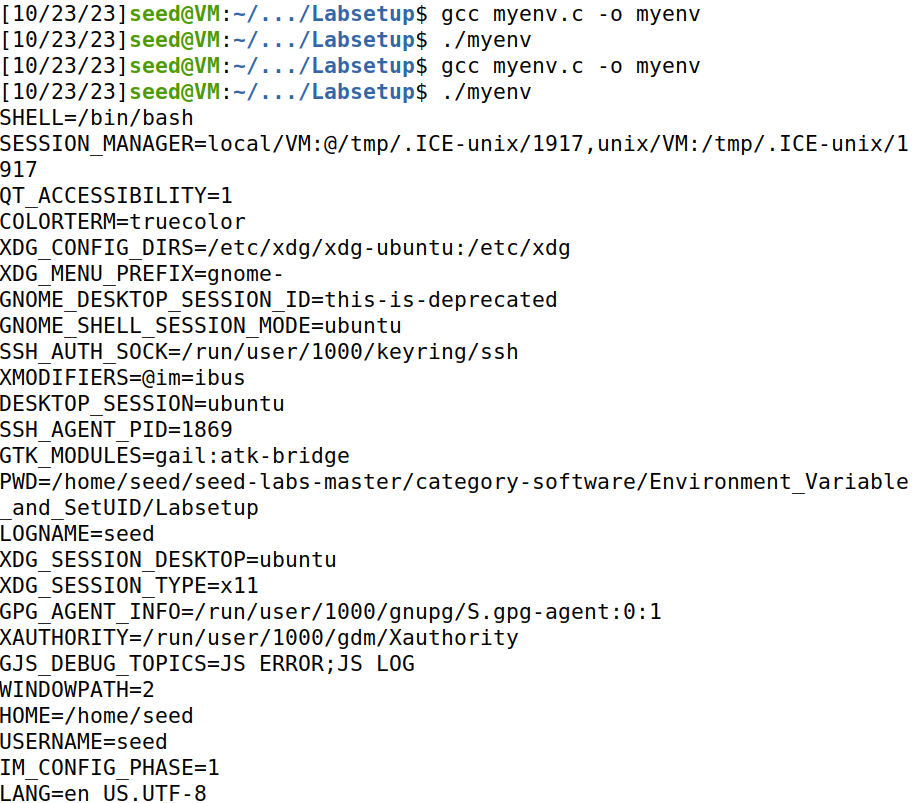 [10/23/23]seed@VM:~/.../Labsetup$ gcc myenv.c -o myenv
[10/23/23]seed@VM:~/.../Labsetup$ ./myenv
[10/23/23]seed@VM:~/.../Labsetup$ gcc myenv.c -o myenv
[10/23/23]seed@VM:~/.../Labsetup$ ./myenv
SHELL=/bin/bash
SESSION_MANAGER=local/VM:@/tmp/.ICE-unix/1917,unix/VM:/tmp/.ICE-unix/1
917
QT_ACCESSIBILITY=1
COLORTERM=truecolor
XDG_CONFIG_DIRS=/etc/xdg/xdg-ubuntu:/etc/xdg
XDG_MENU_PREFIX=gnome-
GNOME_DESKTOP_SESSION_ID=this-is-deprecated
GNOME_SHELL_SESSION_MODE=ubuntu
SSH_AUTH_SOCK=/run/user/1000/keyring/ssh
XMODIFIERS=@im=ibus
DESKTOP_SESSION=ubuntu
SSH_AGENT_PID=1869
GTK_MODULES=gail:atk-bridge
PWD=/home/seed/seed-labs-master/category-software/Environment_Variable
_and_SetUID/Labsetup
LOGNAME=seed
XDG_SESSION_DESKTOP=ubuntu
XDG_SESSION_TYPE=x11
GPG_AGENT_INFO=/run/user/1000/gnupg/S.gpg-agent:0:1
XAUTHORITY=/run/user/1000/gdm/Xauthority
GJS_DEBUG_TOPICS=JS ERROR;JS LOG
WINDOWPATH=2
HOME=/home/seed
USERNAME=seed
IM_CONFIG_PHASE=1
LANG=en_US.UTF-8